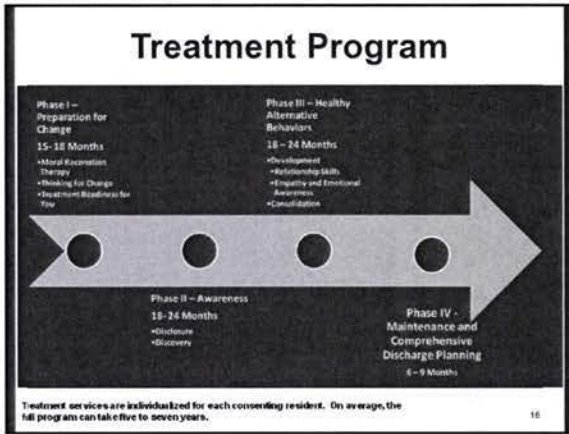 Treatment Program
Phase I –
Preparation for
Change
15-18 Months
•Moral Reconation
Therapy
•Thinking for Change
•Treatment Readiness for
You
Phase III – Healthy
Alternative
Behaviors
18 – 24 Months
•Development
•Relationship Skills
•Empathy and Emotional
Awareness
•Consolidation
Phase II – Awareness
18-24 Months
•Disclosure
•Discovery
Phase IV -
Maintenance and
Comprehensive
Discharge Planning
6 – 9 Months
Treatment services are individualized for each consenting resident. On average, the
full program can take five to seven years.
16